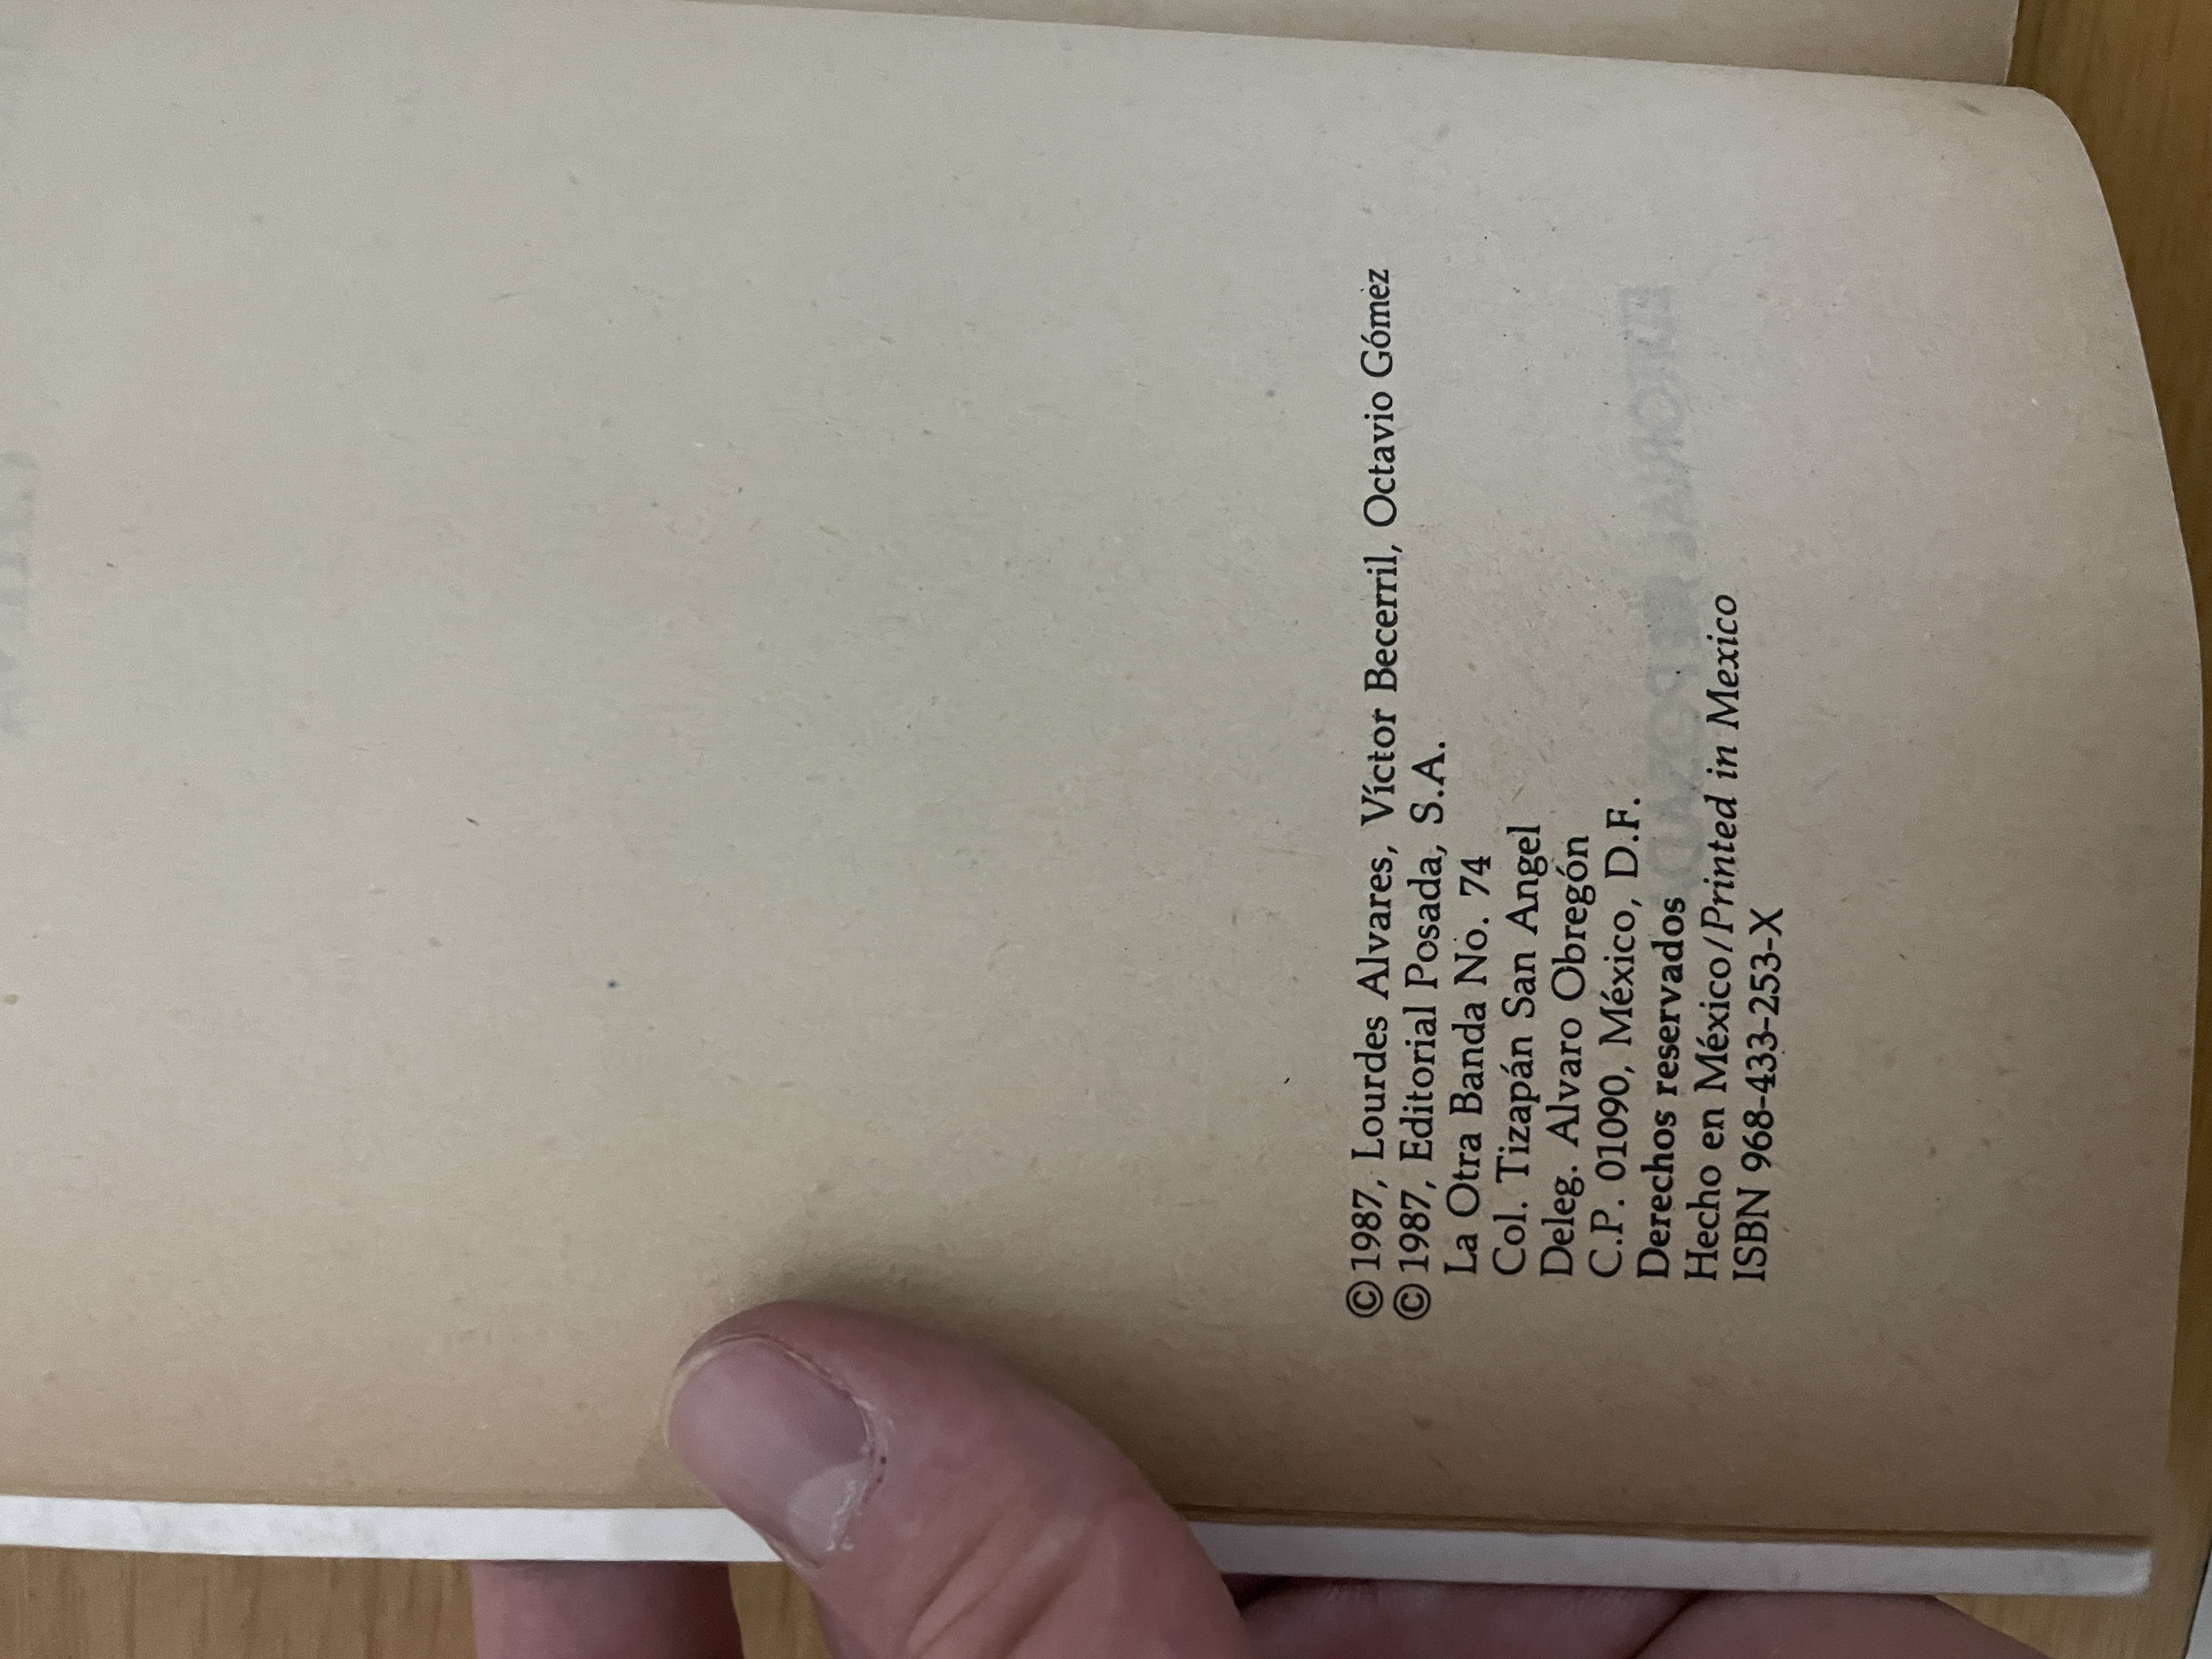 © 1987, Lourdes Alvares, Víctor Becerril, Octavio Gómez
© 1987, Editorial Posada, S.A.
La Otra Banda No. 74
Col. Tizapán San Angel
Deleg. Alvaro Obregón
C.P. 01090, México, D.F.
Derechos reservados
Hecho en México/Printed in Mexico
ISBN 968-433-253-X